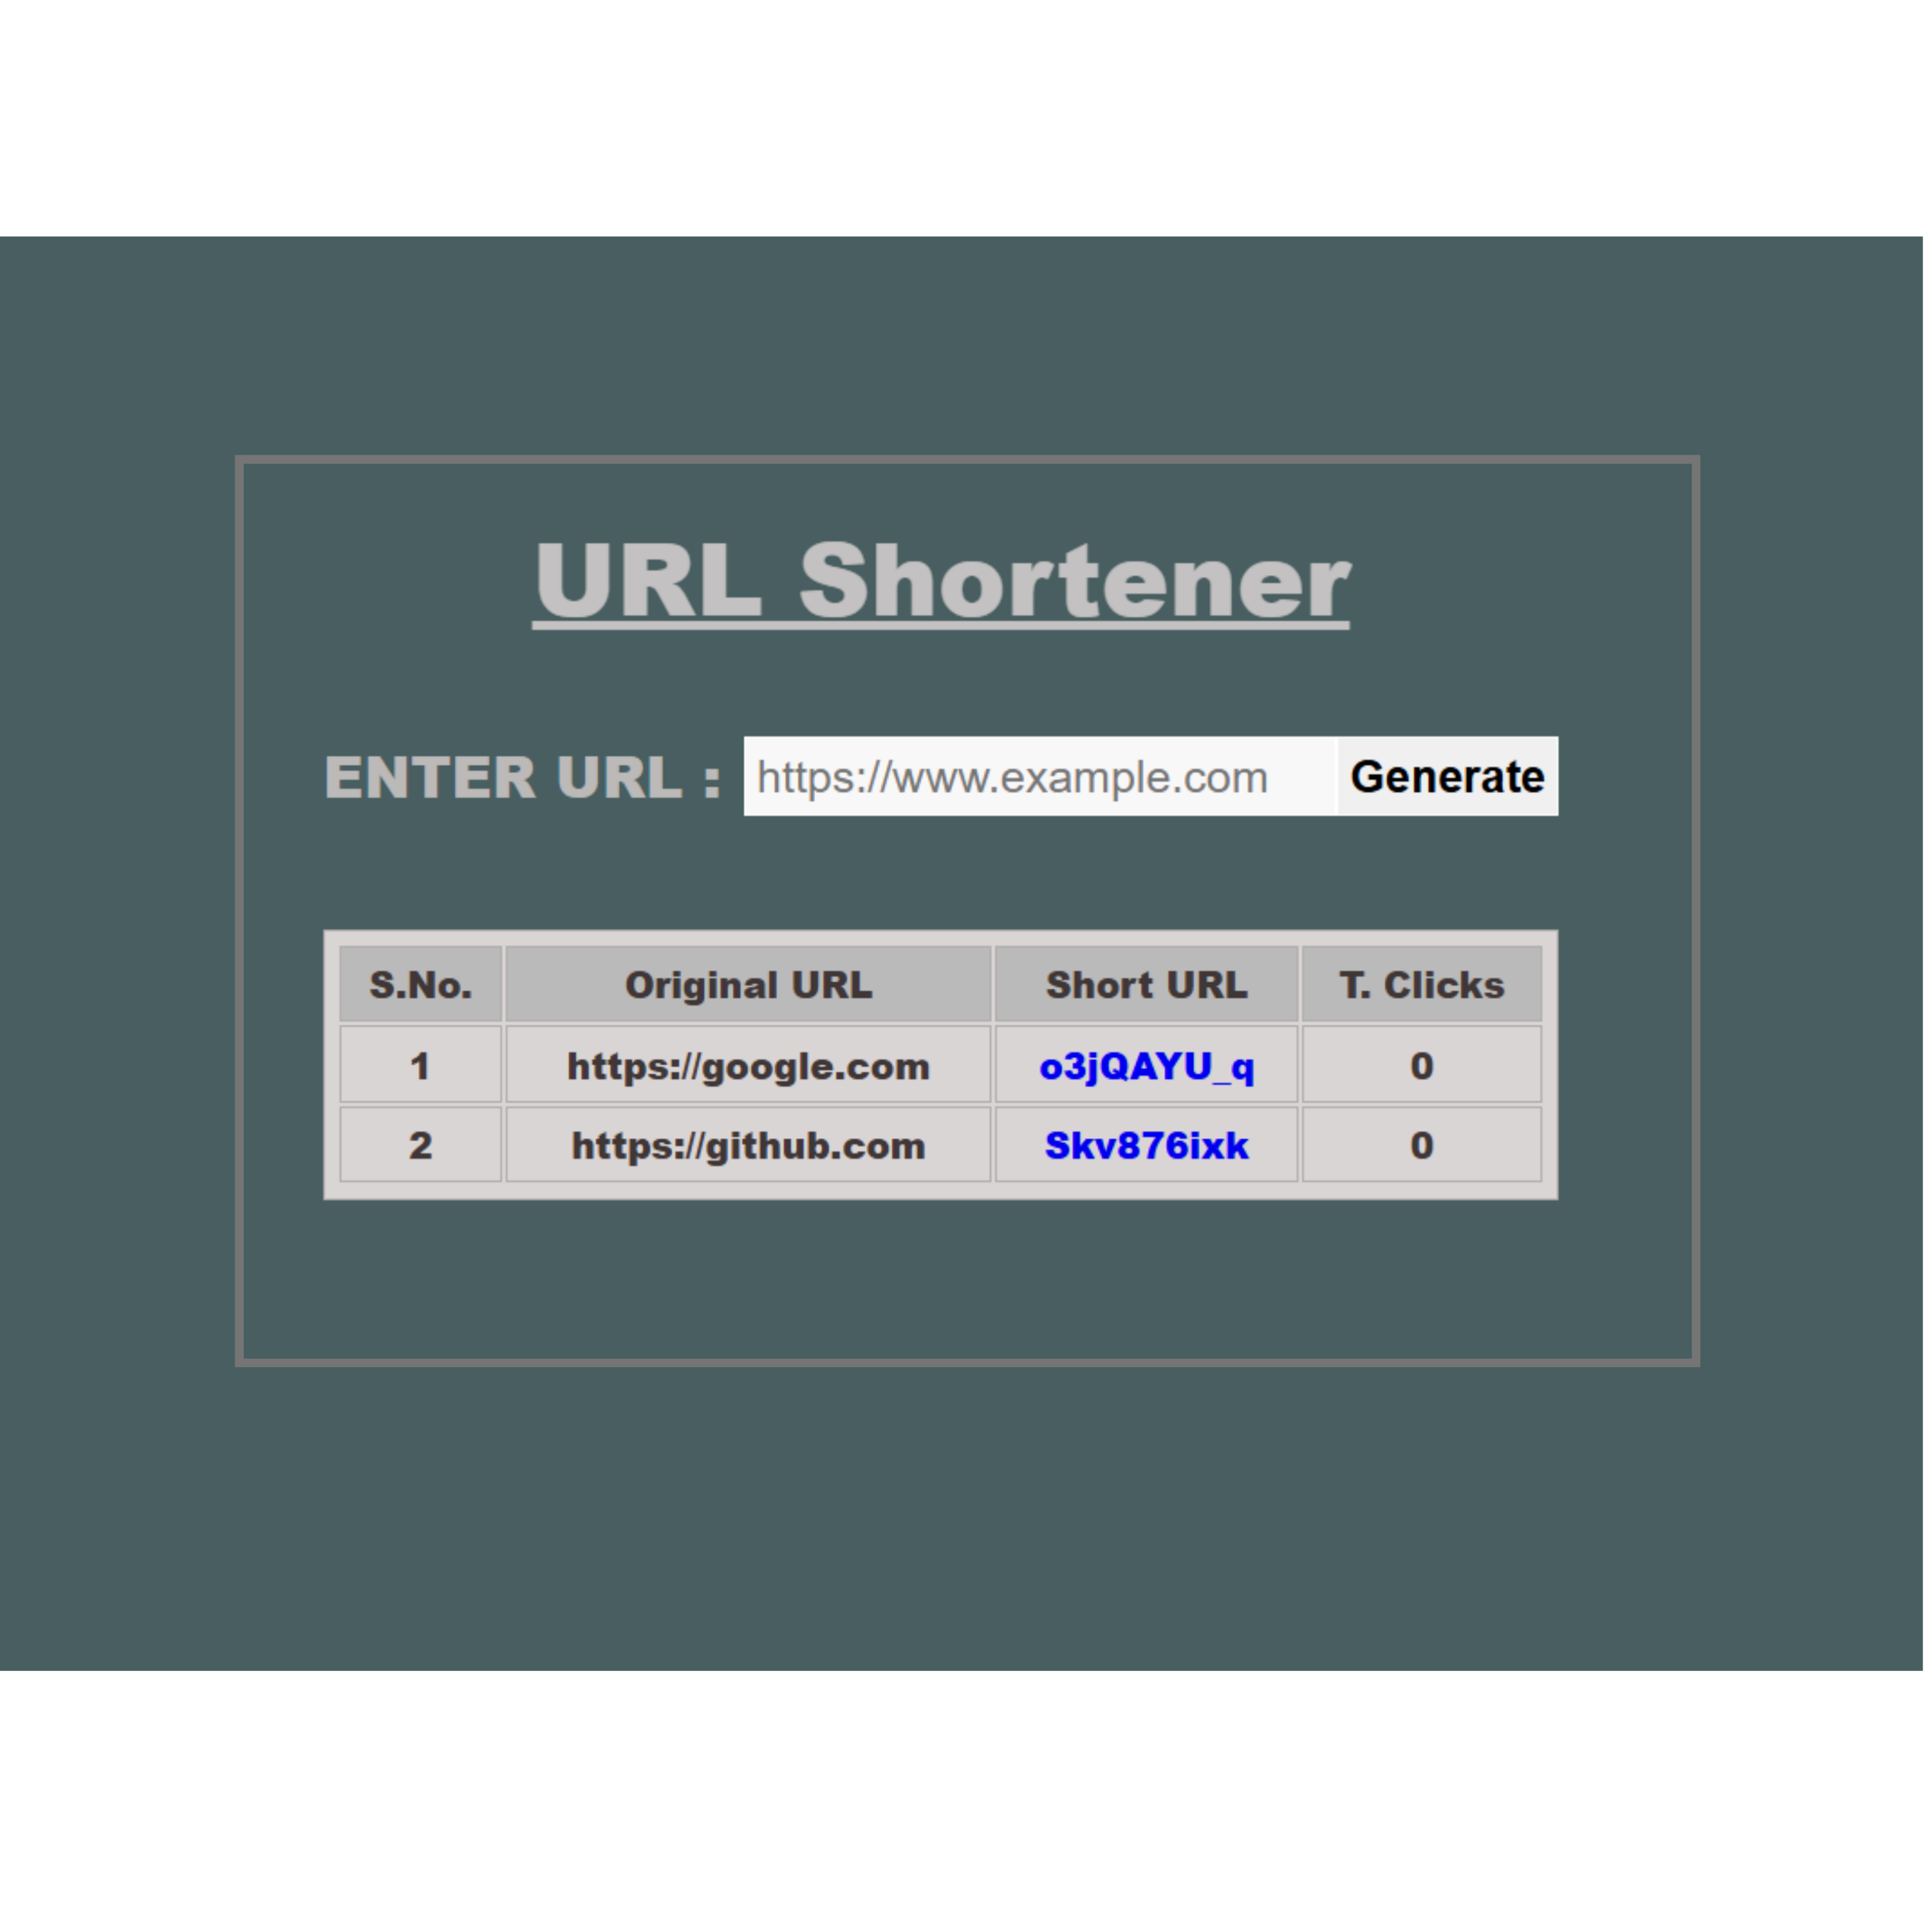 URL Shortener
ENTER URL : https://www.example.com Generate
S.No. Original URL Short URL T. Clicks
1 https://google.com o3jQAYU_q 0
2 https://github.com Skv876ixk 0